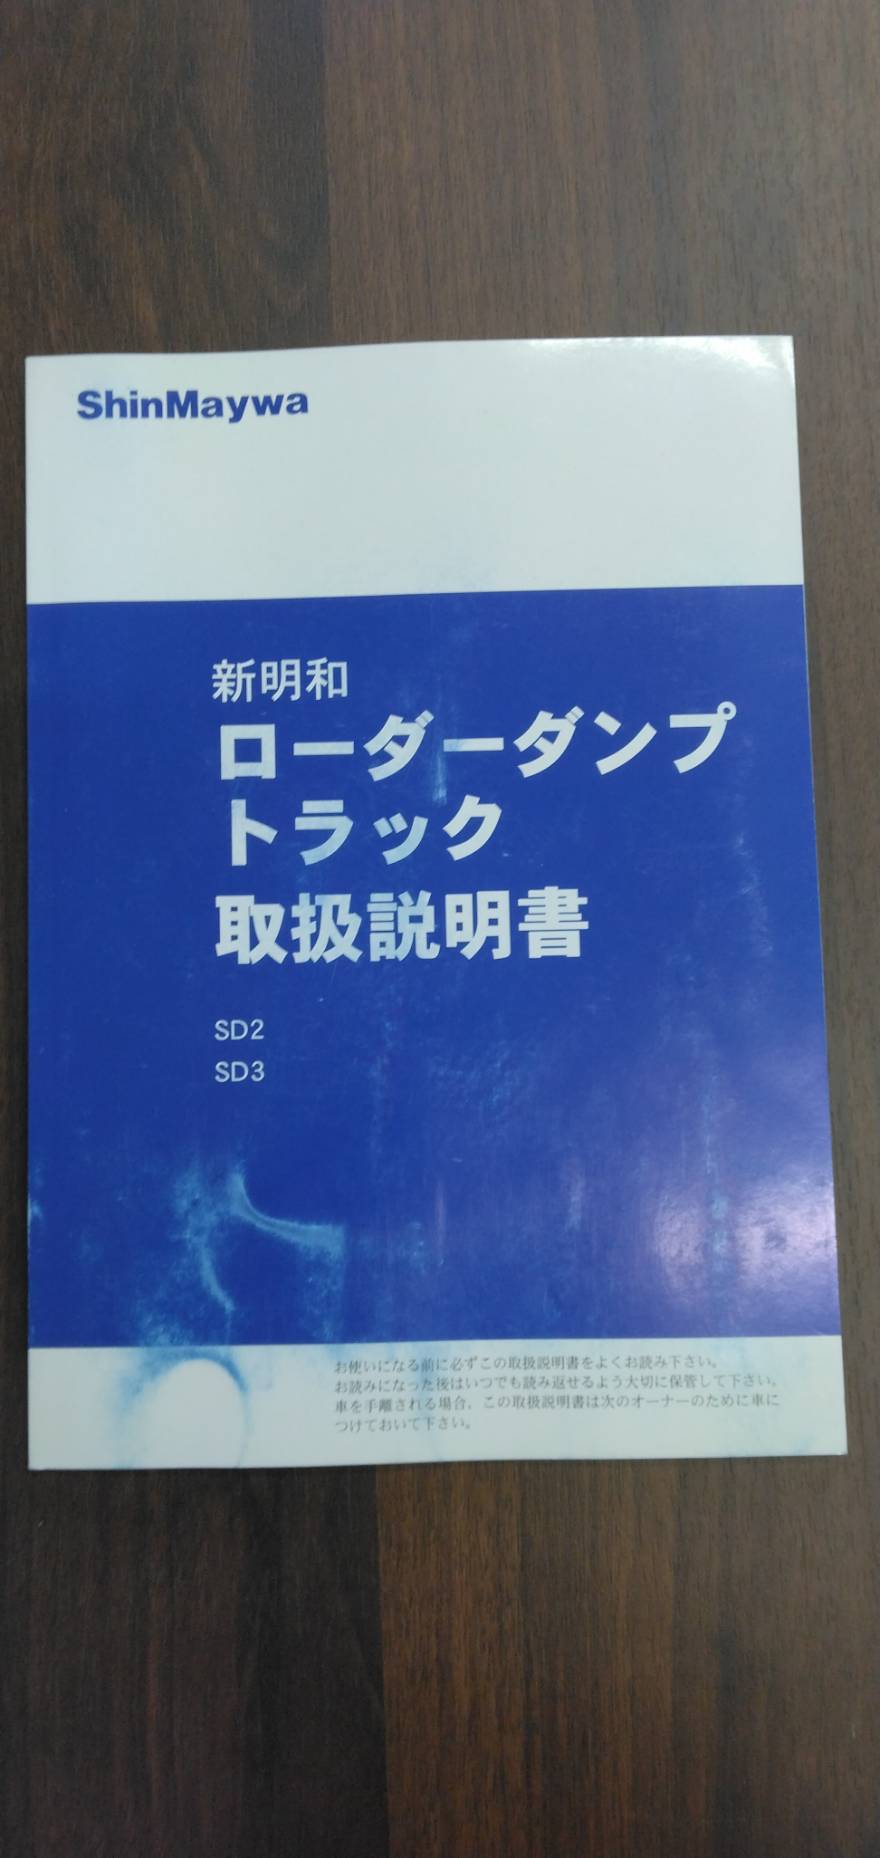 ShinMaywa
新明和
ローダーダンプ
トラック
取扱説明書
SD2
SD3
お使いになる前に必ずこの取扱説明書をよくお読み下さい。
お読みになった後はいつでも読み返せるよう大切に保管して下さい。
車を手離される場合、この取扱説明書は次のオーナーのために車に
つけておいて下さい。